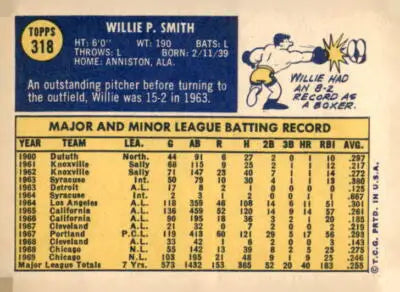 TOPPS
318
WILLIE P. SMITH
HT: 6'0" WT: 190 BATS: L
THROWS: L BORN: 2/11/39
HOME: ANNISTON, ALA.
An outstanding pitcher before turning to
the outfield, Willie was 15-2 in 1963.
WILLIE HAD
AN 8-2
RECORD AS
A BOXER.
MAJOR AND MINOR LEAGUE BATTING RECORD
YEAR TEAM LEA. G AB R H 2B 3B HR RBI AVG.
1960 Duluth North. 44 91 6 27 2 0 1 10 .297
1961 Knoxville Sally 68 115 9 25 2 1 1 12 .217
1962 Knoxville Sally 71 147 23 40 7 1 1 14 .272
1963 Syracuse Int. 50 79 10 30 4 3 1 14 .380
1963 Detroit A.L. 17 8 2 1 0 0 0 0 .125
1964 Syracuse Int. 2 3 1 2 0 0 0 1 .667
1964 Los Angeles A.L. 118 359 46 108 14 6 11 51 .301
1965 California A.L. 136 459 52 120 14 9 14 57 .261
1966 California A.L. 90 195 18 36 3 2 1 20 .185
1967 Cleveland A.L. 21 32 0 7 2 0 0 2 .219
1967 Portland P.C.L. 118 418 60 121 29 5 17 56 .293
1968 Cleveland A.L. 33 42 1 6 2 0 0 3 .143
1968 Chicago N.L. 55 142 13 39 8 2 5 25 .275
1969 Chicago N.L. 103 195 21 48 9 1 9 25 .246
Major League Totals 7 Yrs. 573 1432 153 365 52 20 40 183 .255
© T.C.G. PRTD. IN U.S.A.